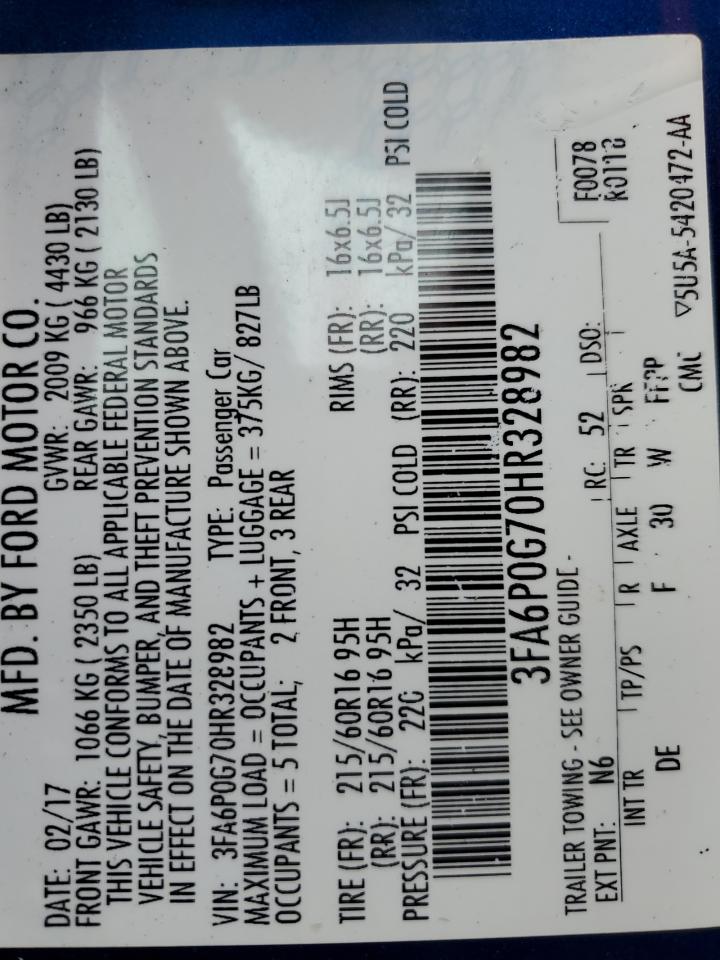 MFD. BY FORD MOTOR CO.
DATE: 02/17 GVWR: 2009 KG ( 4430 LB)
FRONT GAWR: 1066 KG ( 2350 LB) REAR GAWR: 966 KG ( 2130 LB)
THIS VEHICLE CONFORMS TO ALL APPLICABLE FEDERAL MOTOR
VEHICLE SAFETY, BUMPER, AND THEFT PREVENTION STANDARDS
IN EFFECT ON THE DATE OF MANUFACTURE SHOWN ABOVE.
VIN: 3FA6P0G70HR328982 TYPE: Passenger Car
MAXIMUM LOAD = OCCUPANTS + LUGGAGE = 375KG/ 827LB
OCCUPANTS = 5 TOTAL; 2 FRONT, 3 REAR
TIRE (FR): 215/60R16 95H RIMS (FR): 16x6.5J
(RR): 215/60R16 95H (RR): 16x6.5J
PRESSURE (FR): 220 kPa/ 32 PSI COLD (RR): 220 kPa/ 32 PSI COLD
3FA6P0G70HR328982
TRAILER TOWING - SEE OWNER GUIDE -
F0078
EXT PNT: N6 RC: 52 DSO:
INT TR TP/PS R AXLE TR SPR
DE F 30 W
▽5U5A-5420472-AA